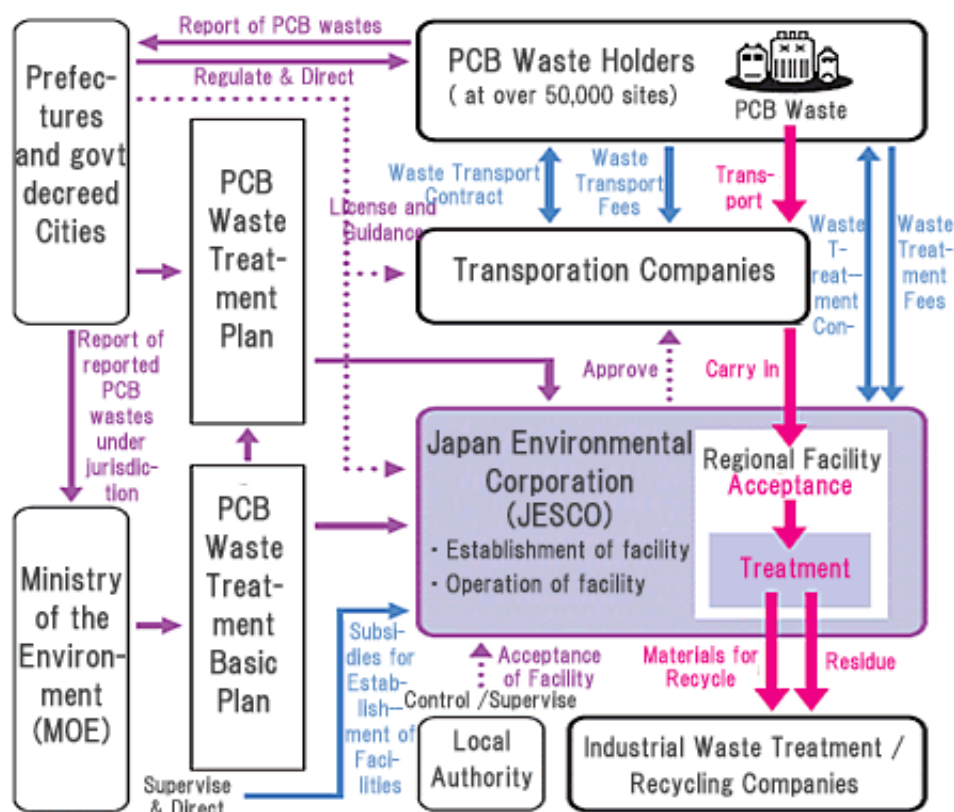 Report of PCB wastes
Regulate & Direct
Prefec-
tures
and govt
decreed
Cities
PCB Waste Holders
( at over 50,000 sites)
PCB Waste
PCB
Waste
Treat-
ment
Plan
Waste Transport
Contract
Waste
Transport
Fees
Trans-
port
Waste
T-
reat-
ment
Con-
Waste
Treat-
ment
Fees
License and
Guidance
Transporation Companies
Report of
reported
PCB
wastes
under
jurisdic-
tion
Approve
Carry in
Japan Environmental
Corporation
(JESCO)
・Establishment of facility
・Operation of facility
Regional Facility
Acceptance
Treatment
PCB
Waste
Treat-
ment
Basic
Plan
Ministry
of the
Environ-
ment
(MOE)
Subsi-
dies for
Estab-
lish-
ment of
Faci-
lities
Acceptance
of Facility
Control /Supervise
Materials for
Recycle
Residue
Local
Authority
Industrial Waste Treatment /
Recycling Companies
Supervise
& Direct